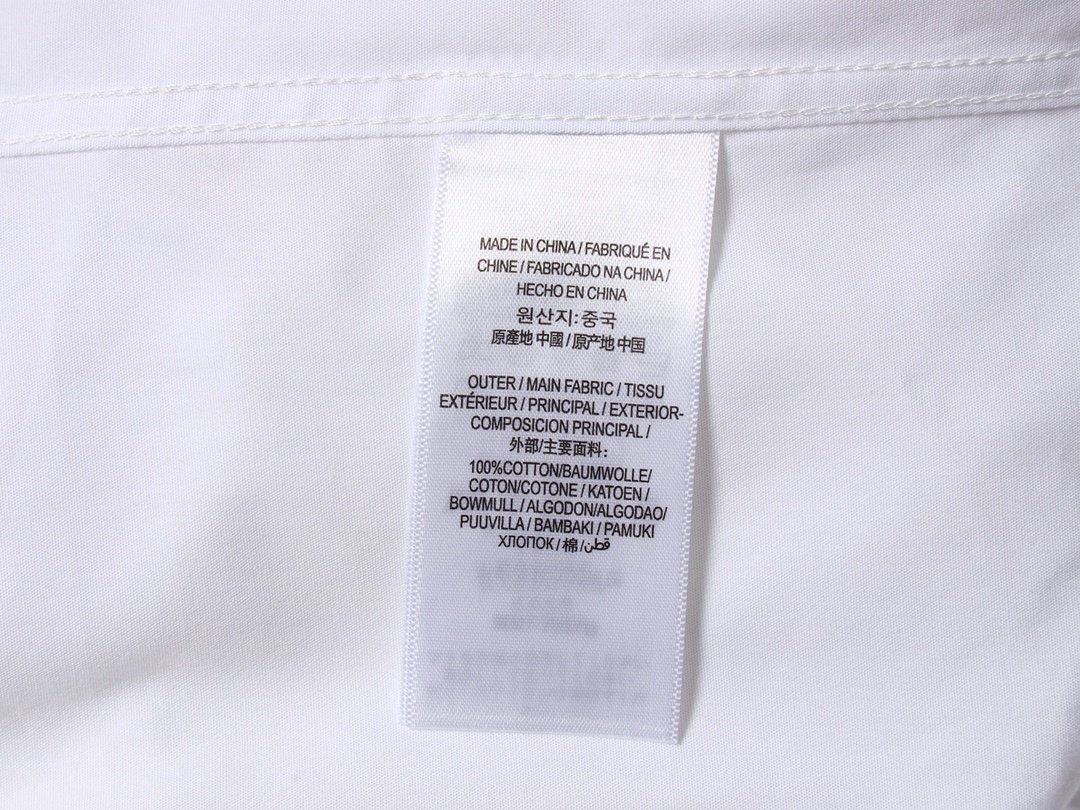 MADE IN CHINA / FABRIQUÉ EN
CHINE / FABRICADO NA CHINA /
HECHO EN CHINA
원산지:중국
原產地 中國 / 原产地 中国
OUTER / MAIN FABRIC / TISSU
EXTÉRIEUR / PRINCIPAL / EXTERIOR-
COMPOSICION PRINCIPAL /
外部/主要面料:
100%COTTON/BAUMWOLLE/
COTON/COTONE / KATOEN /
BOWMULL / ALGODON/ALGODAO/
PUUVILLA / BAMBAKI / PAMUKI
ХЛОПОК / 棉 /قطن